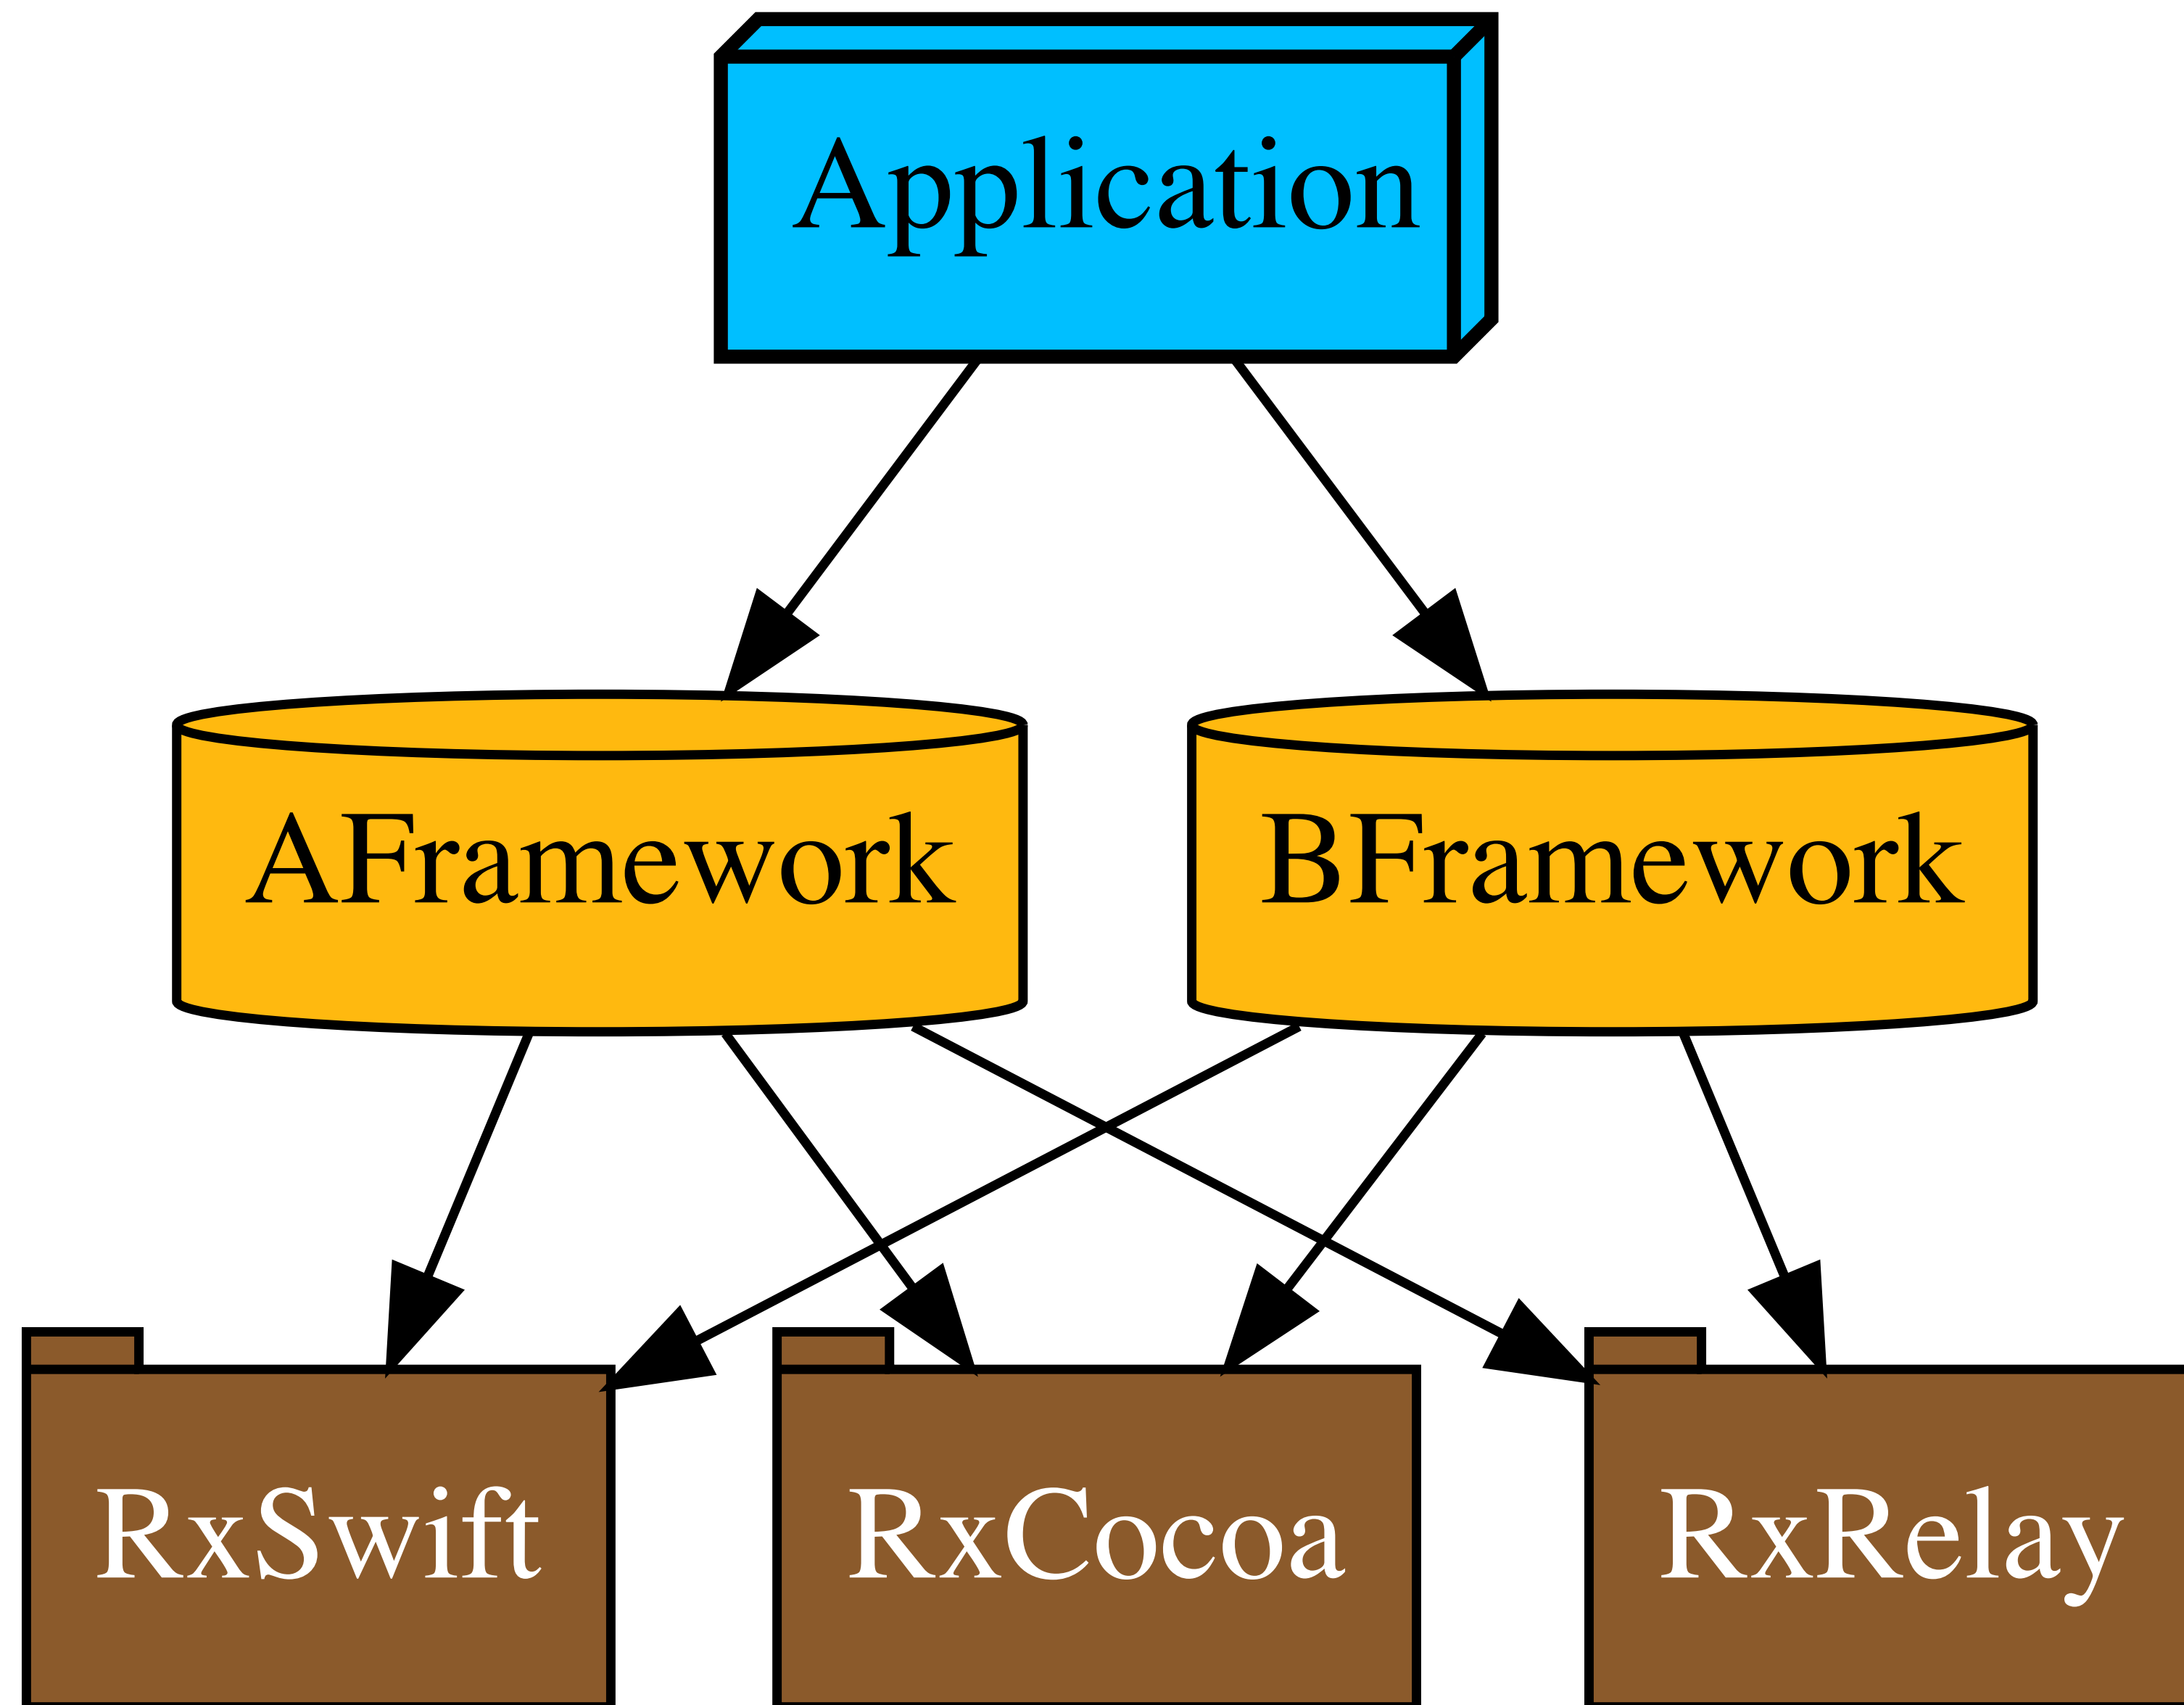 Application
AFramework
BFramework
RxSwift
RxCocoa
RxRelay